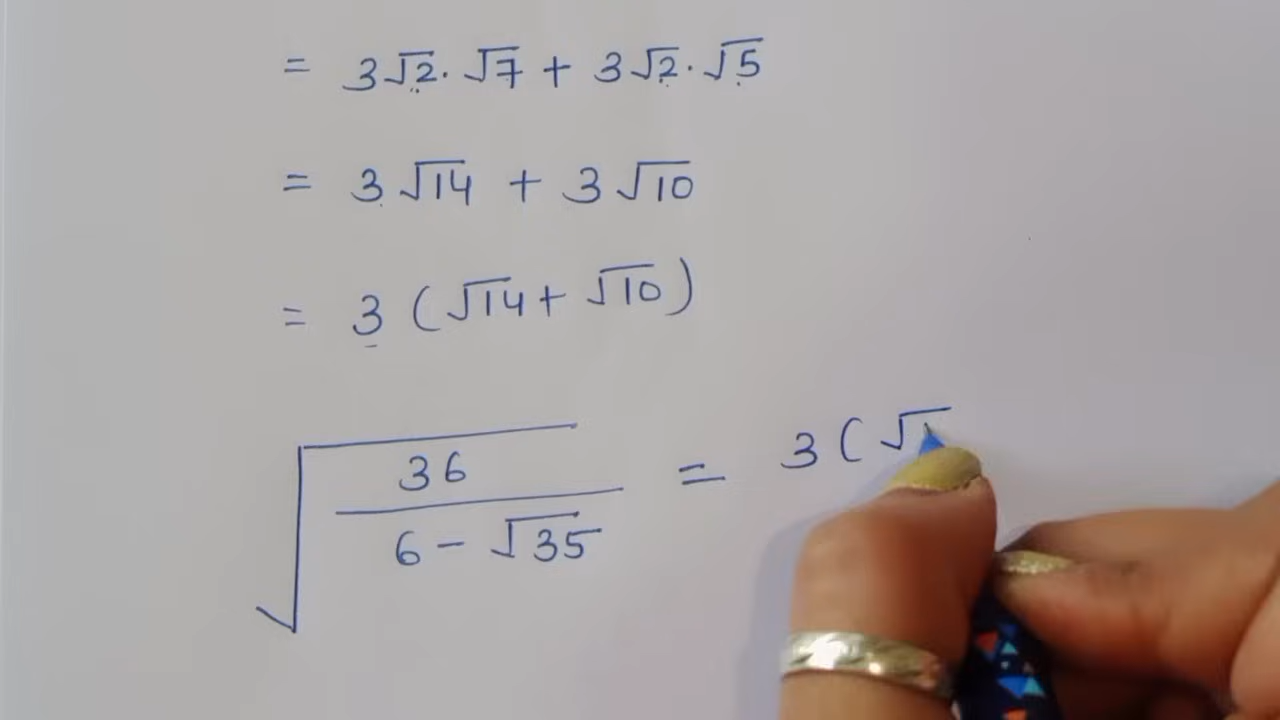 = 3√2 · √7 + 3√2 · √5
= 3√14 + 3√10
= 3 (√14 + √10)
√(36 / (6 - √35)) = 3 (√